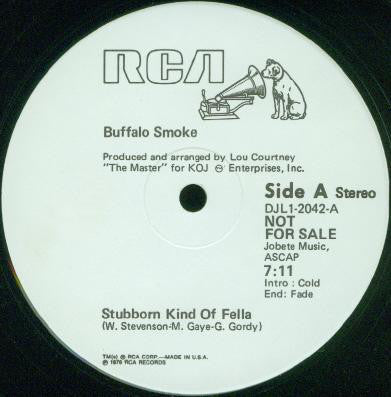 RCA
Buffalo Smoke
Produced and arranged by Lou Courtney
"The Master" for KOJ Enterprises, Inc.
Side A Stereo
DJL1-2042-A
NOT
FOR SALE
Jobete Music,
ASCAP
7:11
Intro : Cold
End: Fade
Stubborn Kind Of Fella
(W. Stevenson-M. Gaye-G. Gordy)
TM(s) ® RCA CORP.—MADE IN U.S.A.
℗ 1976 RCA RECORDS